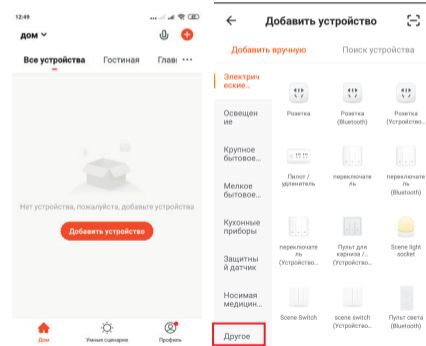 12:49
дом
Все устройства Гостиная Главı
Нет устройства, пожалуйста, добавьте устройства
Добавить устройство
Дом Умные сценарии Профиль
Добавить устройство
Добавить вручную Поиск устройства
Электрич
еские...
Освещен
ие
Крупное
бытовое...
Мелкое
бытовое...
Кухонные
приборы
Защитны
й датчик
Носимая
медицин...
Другое
Розетка
Розетка
(Bluetooth)
Розетка
(Устройство...
Пилот /
удлинитель
переключате
ль
переключате
ль
(Bluetooth)
переключате
ль
(Устройство...
Пульт для
карниза /...
(Устройство...
Scene light
socket
Scene Switch
scene switch
(Устройство...
Пульт света
(Bluetooth)